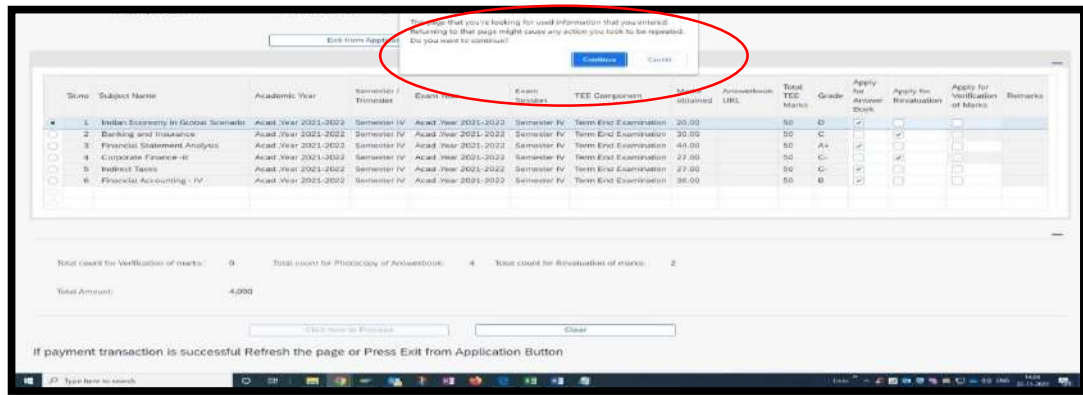 The page that you're looking for used information that you entered.
Returning to that page might cause any action you took to be repeated.
Do you want to continue?
Continue Cancel
Exit from Applicat
Sr.no Subject Name Academic Year Semester / Trimester Exam Year Exam Session TEE Component Marks obtained Answerbook URL Total TEE Marks Grade Apply for Answer Book Apply for Revaluation Apply for Verification of Marks Remarks
1 Indian Economy in Global Scenario Acad .Year 2021-2022 Semester IV Acad .Year 2021-2022 Semester IV Term End Examination 20.00 50 D
2 Banking and Insurance Acad .Year 2021-2022 Semester IV Acad .Year 2021-2022 Semester IV Term End Examination 30.00 50 C
3 Financial Statement Analysis Acad .Year 2021-2022 Semester IV Acad .Year 2021-2022 Semester IV Term End Examination 44.00 50 A+
4 Corporate Finance -II Acad .Year 2021-2022 Semester IV Acad .Year 2021-2022 Semester IV Term End Examination 27.00 50 C-
5 Indirect Taxes Acad .Year 2021-2022 Semester IV Acad .Year 2021-2022 Semester IV Term End Examination 27.00 50 C-
6 Financial Accounting - IV Acad .Year 2021-2022 Semester IV Acad .Year 2021-2022 Semester IV Term End Examination 36.00 50 B
Total count for Verification of marks: 0 Total count for Photocopy of Answerbook: 4 Total count for Revaluation of marks: 2
Total Amount: 4,000
Click here to Proceed Clear
If payment transaction is successful Refresh the page or Press Exit from Application Button
Type here to search